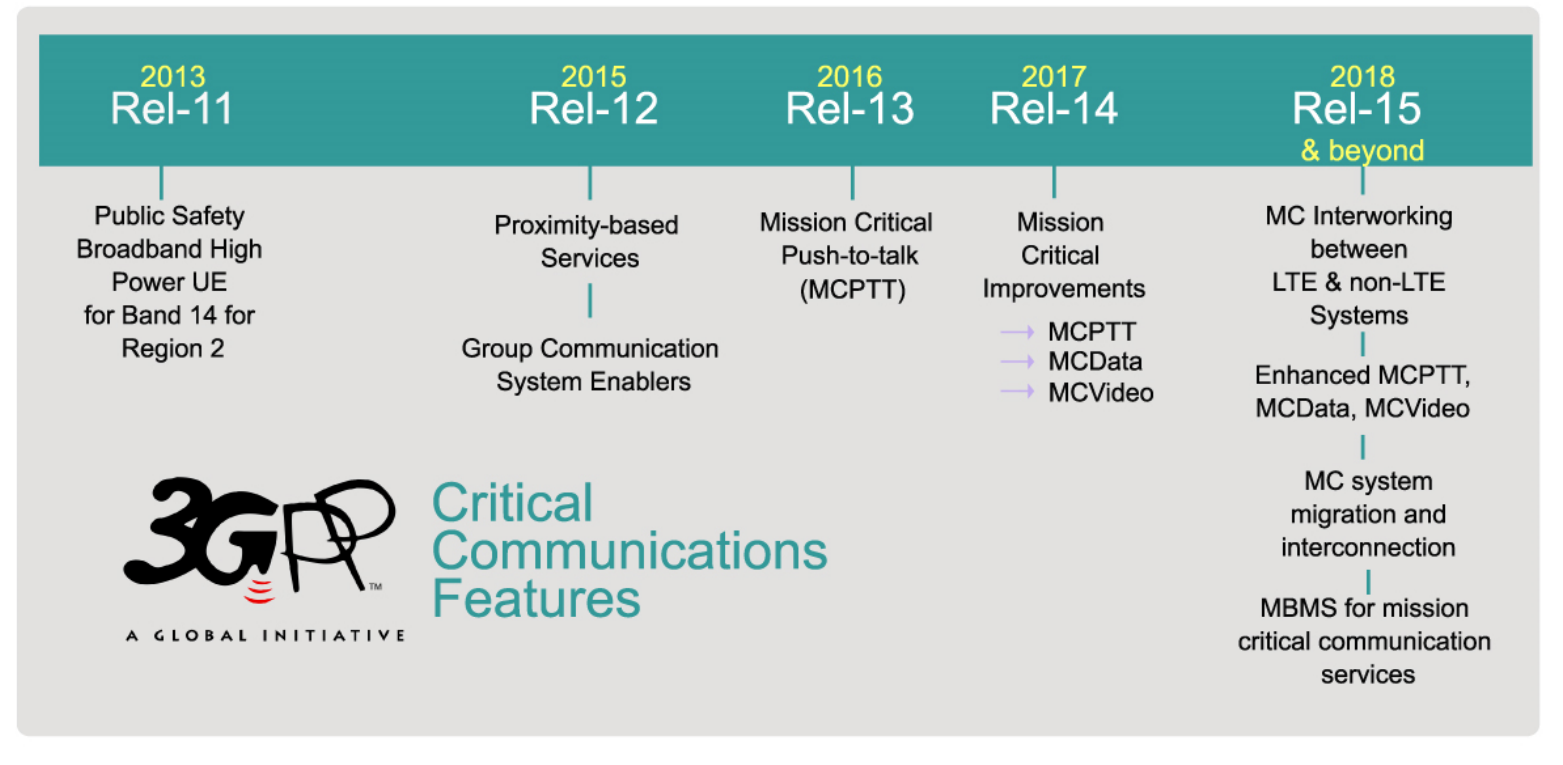 2013
Rel-11
2015
Rel-12
2016
Rel-13
2017
Rel-14
2018
Rel-15
& beyond
Public Safety
Broadband High
Power UE
for Band 14 for
Region 2
Proximity-based
Services
Group Communication
System Enablers
Mission Critical
Push-to-talk
(MCPTT)
Mission
Critical
Improvements
→ MCPTT
→ MCData
→ MCVideo
MC Interworking
between
LTE & non-LTE
Systems
Enhanced MCPTT,
MCData, MCVideo
MC system
migration and
interconnection
MBMS for mission
critical communication
services
3GPP™
A GLOBAL INITIATIVE
Critical
Communications
Features